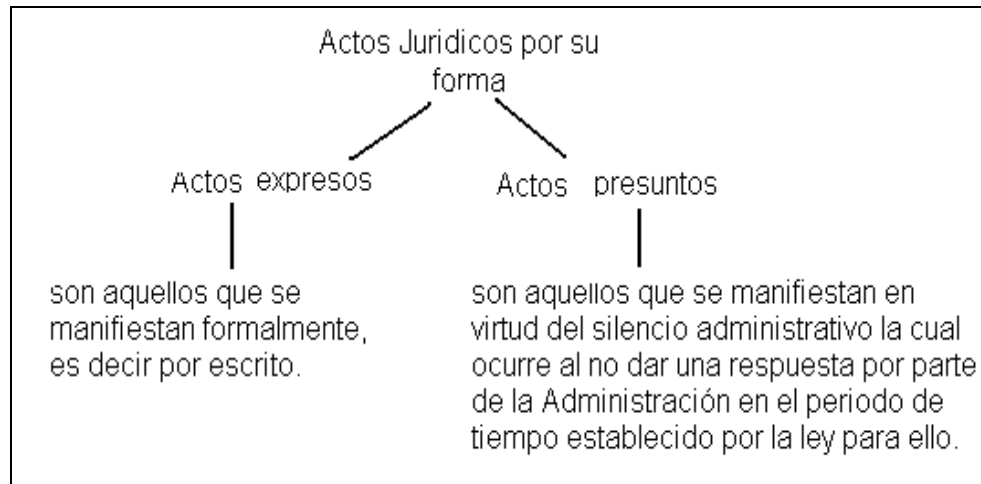 Actos Juridicos por su
forma
Actos expresos
Actos presuntos
son aquellos que se
manifiestan formalmente,
es decir por escrito.
son aquellos que se manifiestan en
virtud del silencio administrativo la cual
ocurre al no dar una respuesta por parte
de la Administración en el periodo de
tiempo establecido por la ley para ello.